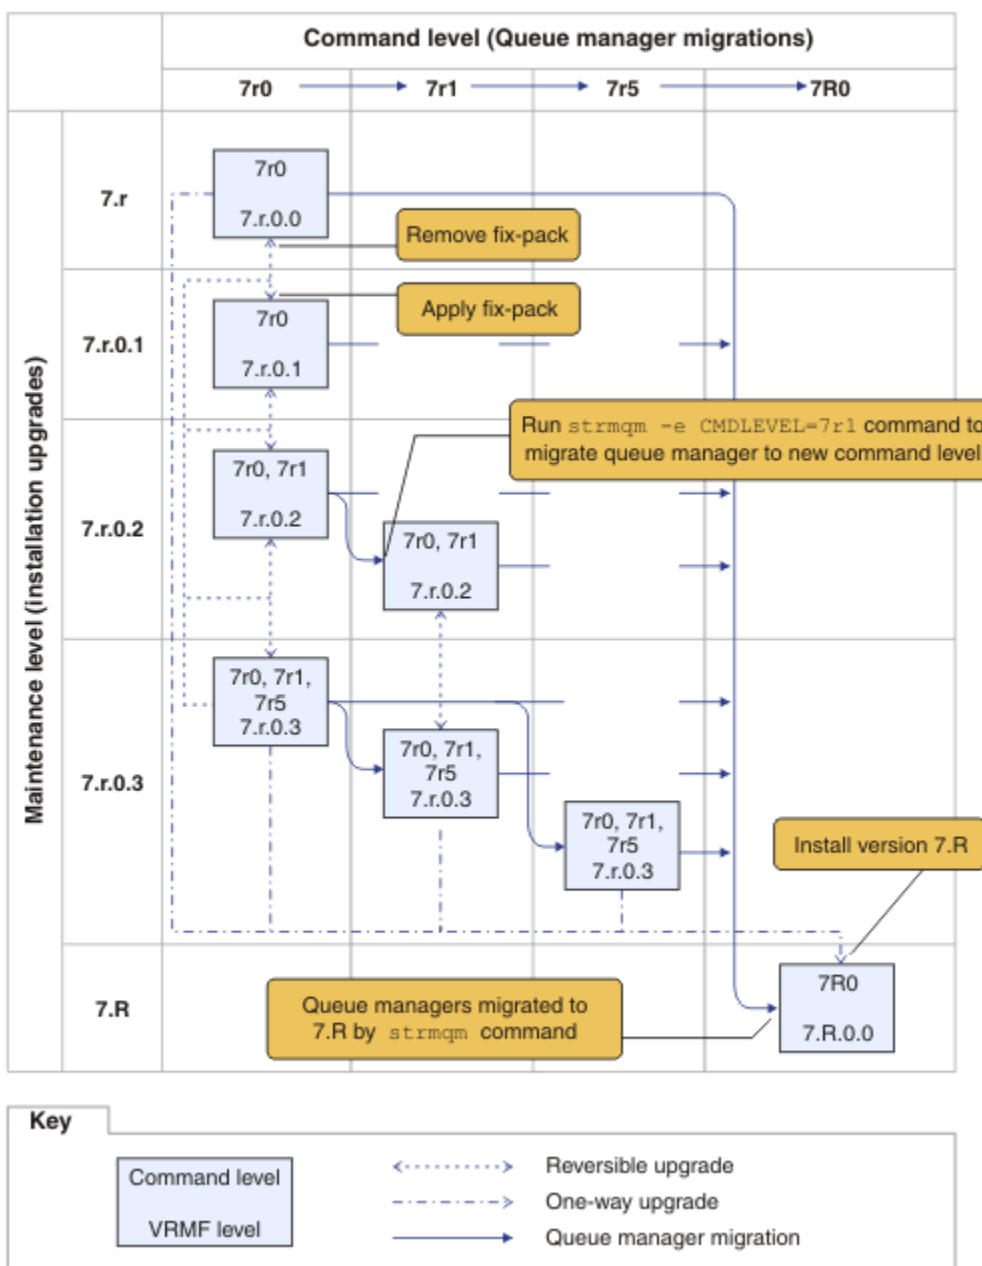 Command level (Queue manager migrations)
7r0 7r1 7r5 7R0
Maintenance level (installation upgrades)
7.r
7r0
7.r.0.0
Remove fix-pack
Apply fix-pack
7.r.0.1
7r0
7.r.0.1
Run strmqm -e CMDLEVEL=7r1 command to
migrate queue manager to new command level
7.r.0.2
7r0, 7r1
7.r.0.2
7r0, 7r1
7.r.0.2
7.r.0.3
7r0, 7r1,
7r5
7.r.0.3
7r0, 7r1,
7r5
7.r.0.3
7r0, 7r1,
7r5
7.r.0.3
Install version 7.R
7.R
Queue managers migrated to
7.R by strmqm command
7R0
7.R.0.0
Key
Command level
VRMF level
Reversible upgrade
One-way upgrade
Queue manager migration